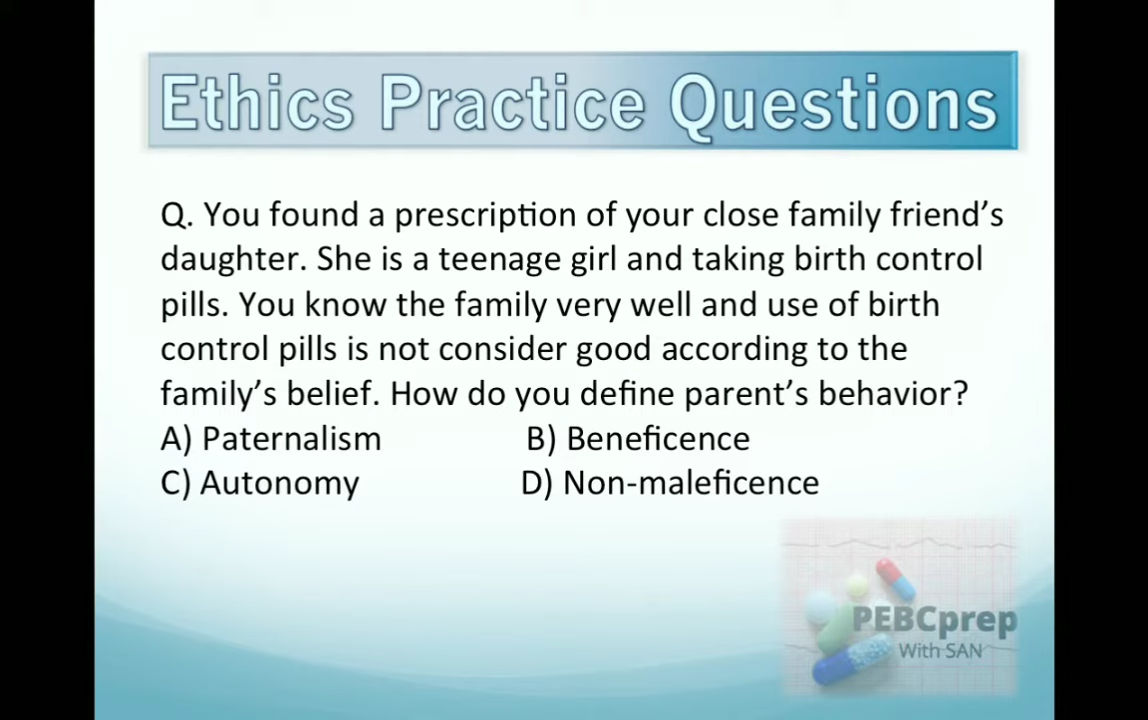 Ethics Practice Questions
Q. You found a prescription of your close family friend’s
daughter. She is a teenage girl and taking birth control
pills. You know the family very well and use of birth
control pills is not consider good according to the
family’s belief. How do you define parent’s behavior?
A) Paternalism B) Beneficence
C) Autonomy D) Non-maleficence
PEBCprep
With SAN